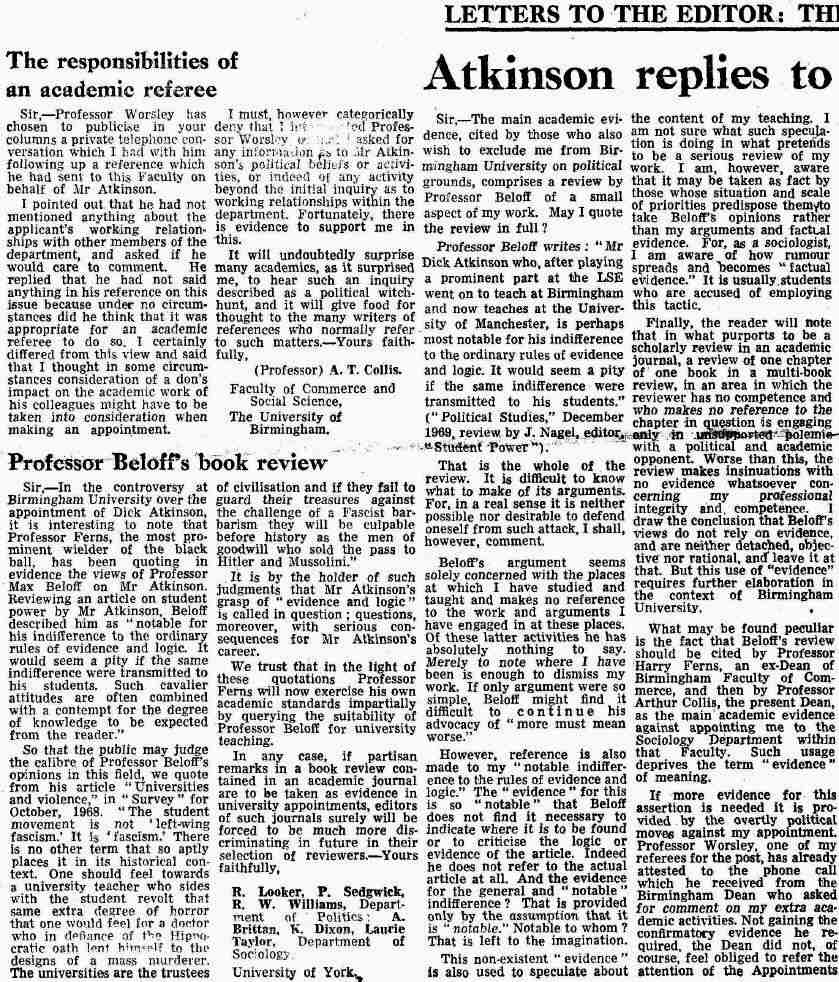 LETTERS TO THE EDITOR: TH
The responsibilities of
an academic referee
Sir,—Professor Worsley has
chosen to publicise in your
columns a private telephone con-
versation which I had with him
following up a reference which
he had sent to this Faculty on
behalf of Mr Atkinson.
I pointed out that he had not
mentioned anything about the
applicant's working relation-
ships with other members of the
department, and asked if he
would care to comment. He
replied that he had not said
anything in his reference on this
issue because under no circum-
stances did he think that it was
appropriate for an academic
referee to do so. I certainly
differed from this view and said
that I thought in some circum-
stances consideration of a don's
impact on the academic work of
his colleagues might have to be
taken into consideration when
making an appointment.
I must, however categorically
deny that I Profes-
sor Worsley asked for
any information as to Mr Atkin-
son's political beliefs or activi-
ties, or indeed of any activity
beyond the initial inquiry as to
working relationships within the
department. Fortunately, there
is evidence to support me in
this.
It will undoubtedly surprise
many academics, as it surprised
me, to hear such an inquiry
described as a political witch-
hunt, and it will give food for
thought to the many writers of
references who normally refer
to such matters.—Yours faith-
fully,
(Professor) A. T. Collis.
Faculty of Commerce and
Social Science,
The University of
Birmingham.
Professor Beloff's book review
Sir,—In the controversy at
Birmingham University over the
appointment of Dick Atkinson,
it is interesting to note that
Professor Ferns, the most pro-
minent wielder of the black
ball, has been quoting in
evidence the views of Professor
Max Beloff on Mr Atkinson.
Reviewing an article on student
power by Mr Atkinson, Beloff
described him as "notable for
his indifference to the ordinary
rules of evidence and logic. It
would seem a pity if the same
indifference were transmitted to
his students. Such cavalier
attitudes are often combined
with a contempt for the degree
of knowledge to be expected
from the reader."
So that the public may judge
the calibre of Professor Beloff's
opinions in this field, we quote
from his article "Universities
and violence," in "Survey" for
October, 1968. "The student
movement is not 'left-wing
fascism.' It is 'fascism.' There
is no other term that so aptly
places it in its historical con-
text. One should feel towards
a university teacher who sides
with the student revolt that
same extra degree of horror
that one would feel for a doctor
who in defiance of the Hippo-
cratic oath lent himself to the
designs of a mass murderer.
The universities are the trustees
of civilisation and if they fail to
guard their treasures against
the challenge of a Fascist bar-
barism they will be culpable
before history as the men of
goodwill who sold the pass to
Hitler and Mussolini."
It is by the holder of such
judgments that Mr Atkinson's
grasp of "evidence and logic"
is called in question; questions,
moreover, with serious con-
sequences for Mr Atkinson's
career.
We trust that in the light of
these quotations Professor
Ferns will now exercise his own
academic standards impartially
by querying the suitability of
Professor Beloff for university
teaching.
In any case, if partisan
remarks in a book review con-
tained in an academic journal
are to be taken as evidence in
university appointments, editors
of such journals surely will be
forced to be much more dis-
criminating in future in their
selection of reviewers.—Yours
faithfully,
R. Looker, P. Sedgwick,
R. W. Williams, Depart-
ment of Politics; A.
Brittan, K. Dixon, Laurie
Taylor, Department of
Sociology.
University of York.
Atkinson replies to
Sir,—The main academic evi-
dence, cited by those who also
wish to exclude me from Bir-
mingham University on political
grounds, comprises a review by
Professor Beloff of a small
aspect of my work. May I quote
the review in full?
Professor Beloff writes: "Mr
Dick Atkinson who, after playing
a prominent part at the LSE
went on to teach at Birmingham
and now teaches at the Univer-
sity of Manchester, is perhaps
most notable for his indifference
to the ordinary rules of evidence
and logic. It would seem a pity
if the same indifference were
transmitted to his students."
("Political Studies," December
1969, review by J. Nagel, editor,
"Student Power").
That is the whole of the
review. It is difficult to know
what to make of its arguments.
For, in a real sense it is neither
possible nor desirable to defend
oneself from such attack, I shall,
however, comment.
Beloff's argument seems
solely concerned with the places
at which I have studied and
taught and makes no reference
to the work and arguments I
have engaged in at these places.
Of these latter activities he has
absolutely nothing to say.
Merely to note where I have
been is enough to dismiss my
work. If only argument were so
simple, Beloff might find it
difficult to continue his
advocacy of "more must mean
worse."
However, reference is also
made to my "notable indiffer-
ence to the rules of evidence and
logic." The "evidence" for this
is so "notable" that Beloff
does not find it necessary to
indicate where it is to be found
or to criticise the logic or
evidence of the article. Indeed
he does not refer to the actual
article at all. And the evidence
for the general and "notable"
indifference? That is provided
only by the assumption that it
is "notable." Notable to whom?
That is left to the imagination.
This non-existent "evidence"
is also used to speculate about
the content of my teaching. I
am not sure what such specula-
tion is doing in what pretends
to be a serious review of my
work. I am, however, aware
that it may be taken as fact by
those whose situation and scale
of priorities predispose them to
take Beloff's opinions rather
than my arguments and factual
evidence. For, as a sociologist,
I am aware of how rumour
spreads and becomes "factual
evidence." It is usually students
who are accused of employing
this tactic.
Finally, the reader will note
that in what purports to be a
scholarly review in an academic
journal, a review of one chapter
of one book in a multi-book
review, in an area in which the
reviewer has no competence and
who makes no reference to the
chapter in question is engaging
only in unsupported polemic
with a political and academic
opponent. Worse than this, the
review makes insinuations with
no evidence whatsoever con-
cerning my professional
integrity and competence. I
draw the conclusion that Beloff's
views do not rely on evidence,
and are neither detached, objec-
tive nor rational, and leave it at
that. But this use of "evidence"
requires further elaboration in
the context of Birmingham
University.
What may be found peculiar
is the fact that Beloff's review
should be cited by Professor
Harry Ferns, an ex-Dean of
Birmingham Faculty of Com-
merce, and then by Professor
Arthur Collis, the present Dean,
as the main academic evidence
against appointing me to the
Sociology Department within
that Faculty. Such usage
deprives the term "evidence"
of meaning.
If more evidence for this
assertion is needed it is pro-
vided by the overtly political
moves against my appointment.
Professor Worsley, one of my
referees for the post, has already
attested to the phone call
which he received from the
Birmingham Dean who asked
for comment on my extra aca-
demic activities. Not gaining the
confirmatory evidence he re-
quired, the Dean did not, of
course, feel obliged to refer the
attention of the Appointments